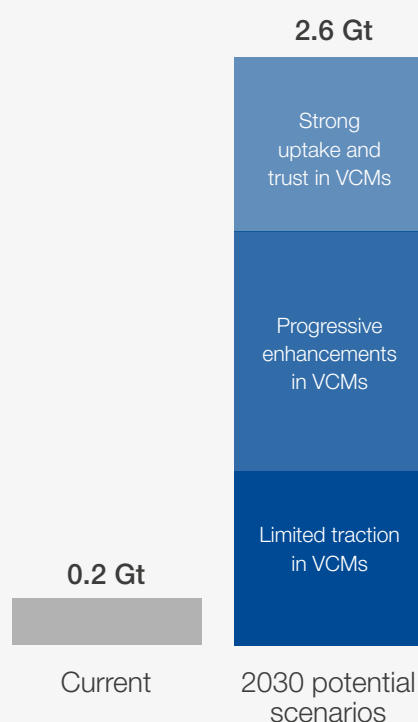 2.6 Gt
Strong
uptake and
trust in VCMs
Progressive
enhancements
in VCMs
Limited traction
in VCMs
0.2 Gt
Current
2030 potential
scenarios